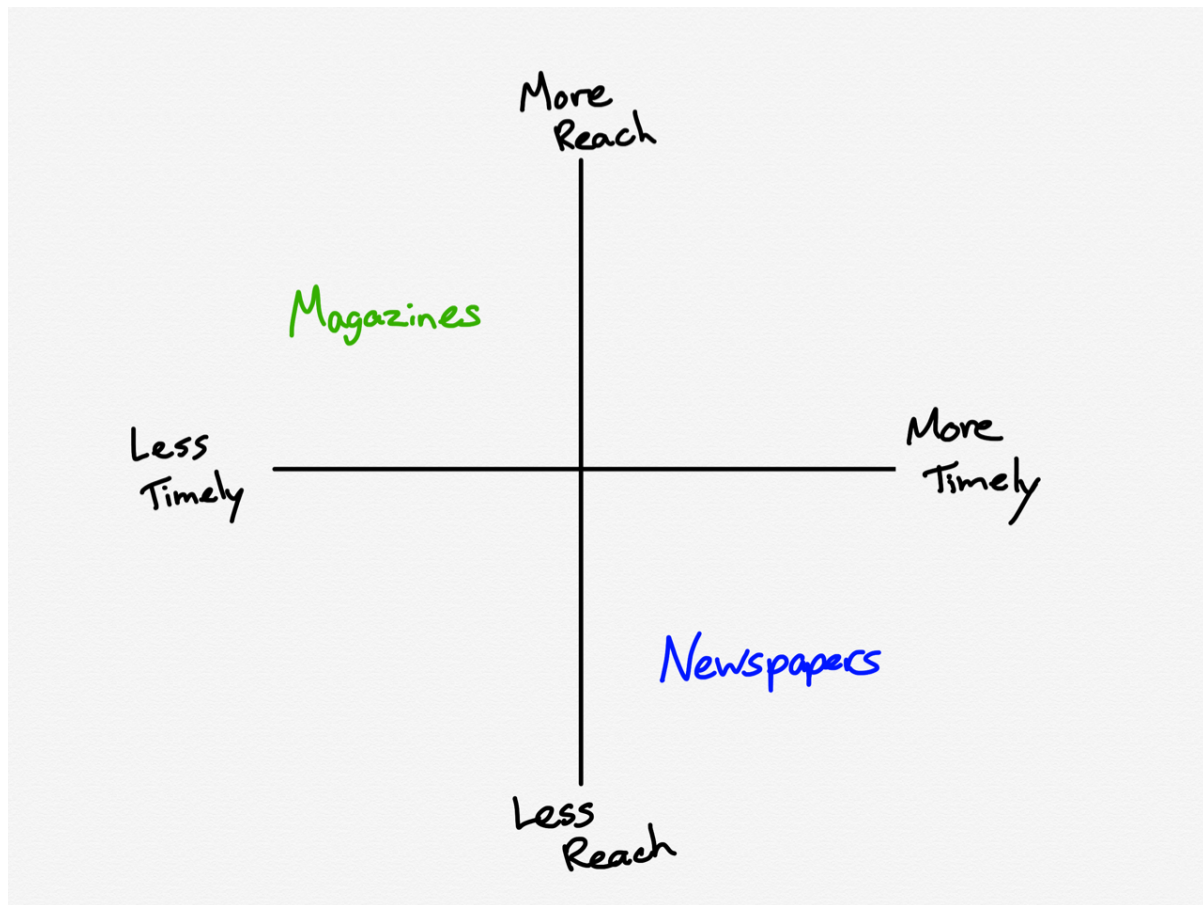 More
Reach
Magazines
Less
Timely
More
Timely
Newspapers
Less
Reach